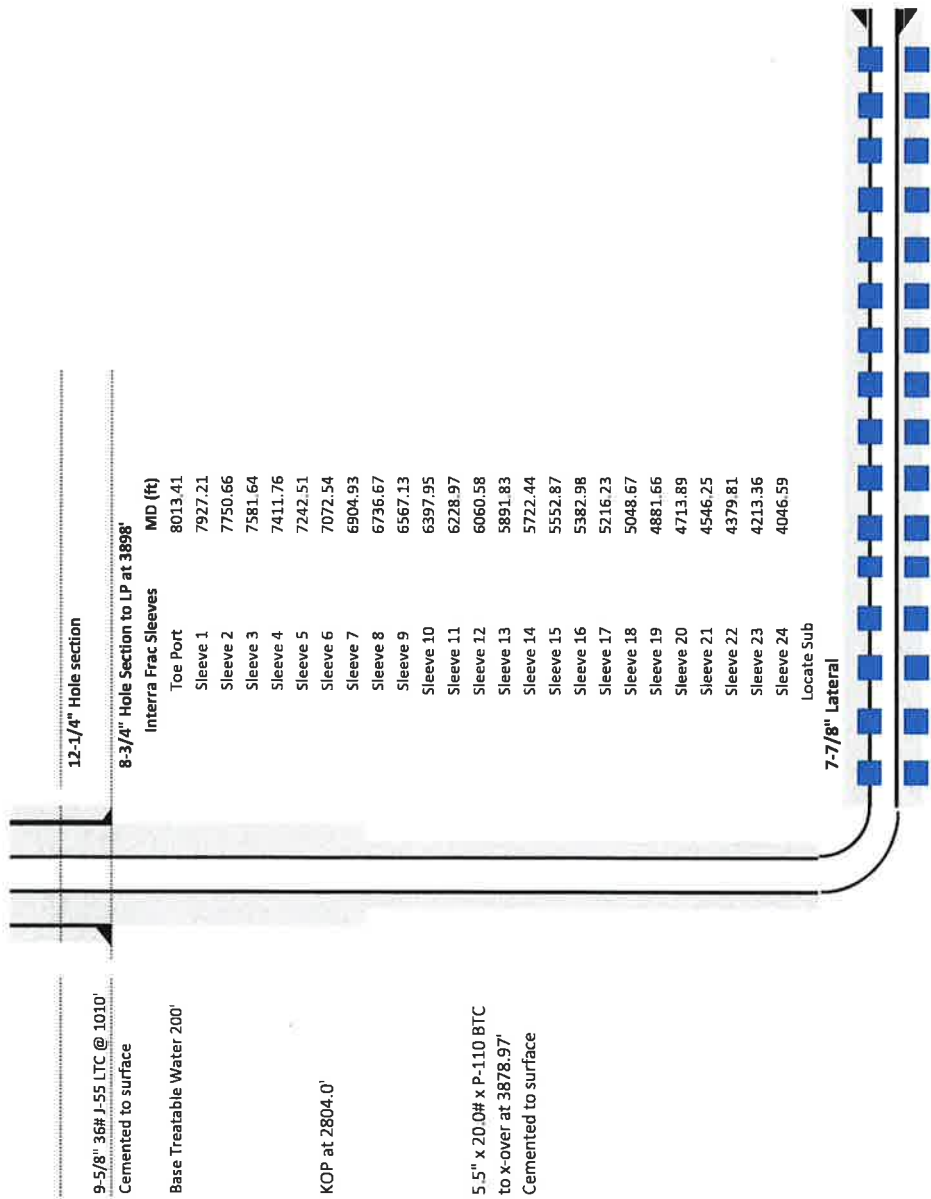 12-1/4" Hole section
9-5/8" 36# J-55 LTC @ 1010'
Cemented to surface
8-3/4" Hole Section to LP at 3898'
Base Treatable Water 200'
KOP at 2804.0'
5.5" x 20.0# x P-110 BTC
to x-over at 3878.97'
Cemented to surface
Interra Frac Sleeves MD (ft)
Toe Port 8013.41
Sleeve 1 7927.21
Sleeve 2 7750.66
Sleeve 3 7581.64
Sleeve 4 7411.76
Sleeve 5 7242.51
Sleeve 6 7072.54
Sleeve 7 6904.93
Sleeve 8 6736.67
Sleeve 9 6567.13
Sleeve 10 6397.95
Sleeve 11 6228.97
Sleeve 12 6060.58
Sleeve 13 5891.83
Sleeve 14 5722.44
Sleeve 15 5552.87
Sleeve 16 5382.98
Sleeve 17 5216.23
Sleeve 18 5048.67
Sleeve 19 4881.66
Sleeve 20 4713.89
Sleeve 21 4546.25
Sleeve 22 4379.81
Sleeve 23 4213.36
Sleeve 24 4046.59
Locate Sub
7-7/8" Lateral